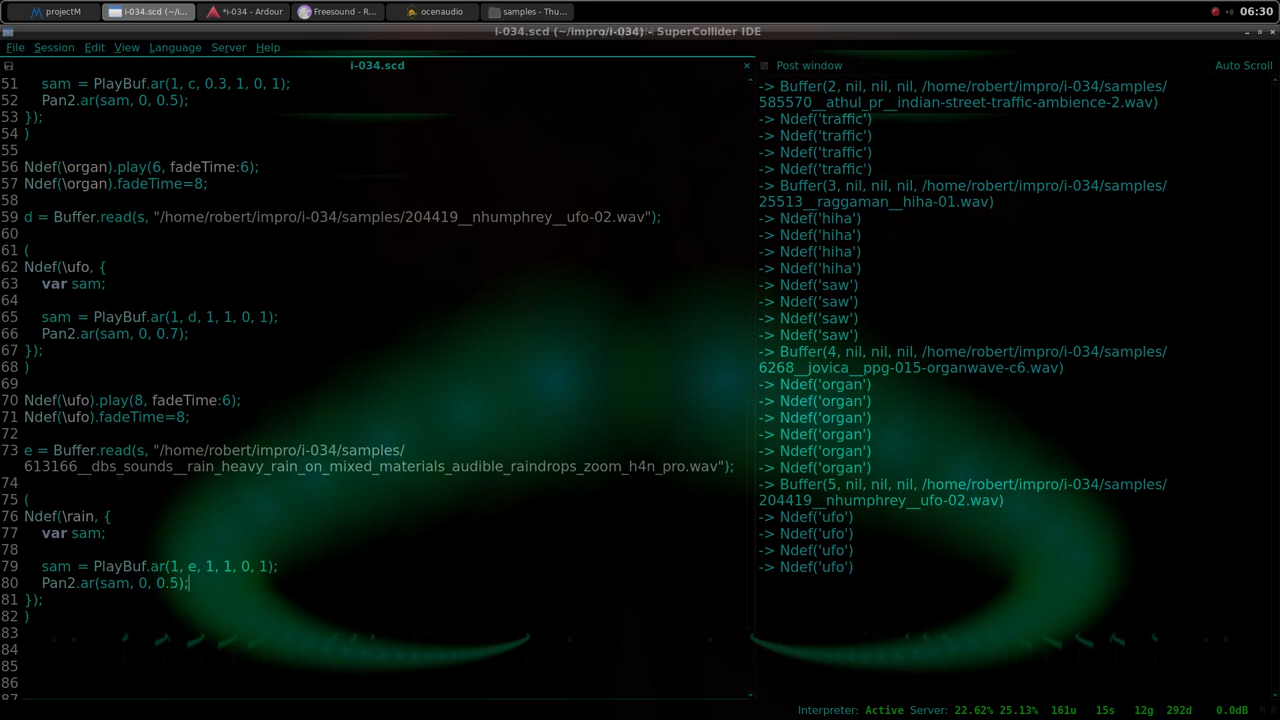 projectM
i-034.scd (~/i...
*i-034 - Ardour
Freesound - R...
ocenaudio
samples - Thu...
06:30
i-034.scd (~/impro/i-034) - SuperCollider IDE
File Session Edit View Language Server Help
i-034.scd
51 sam = PlayBuf.ar(1, c, 0.3, 1, 0, 1);
52 Pan2.ar(sam, 0, 0.5);
53 });
54 )
55
56 Ndef(\organ).play(6, fadeTime:6);
57 Ndef(\organ).fadeTime=8;
58
59 d = Buffer.read(s, "/home/robert/impro/i-034/samples/204419__nhumphrey__ufo-02.wav");
60
61 (
62 Ndef(\ufo, {
63 var sam;
64
65 sam = PlayBuf.ar(1, d, 1, 1, 0, 1);
66 Pan2.ar(sam, 0, 0.7);
67 });
68 )
69
70 Ndef(\ufo).play(8, fadeTime:6);
71 Ndef(\ufo).fadeTime=8;
72
73 e = Buffer.read(s, "/home/robert/impro/i-034/samples/
613166__dbs_sounds__rain_heavy_rain_on_mixed_materials_audible_raindrops_zoom_h4n_pro.wav");
74
75 (
76 Ndef(\rain, {
77 var sam;
78
79 sam = PlayBuf.ar(1, e, 1, 1, 0, 1);
80 Pan2.ar(sam, 0, 0.5);
81 });
82 )
83
84
85
86
87
Post window
Auto Scroll
-> Buffer(2, nil, nil, nil, /home/robert/impro/i-034/samples/
585570__athul_pr__indian-street-traffic-ambience-2.wav)
-> Ndef('traffic')
-> Ndef('traffic')
-> Ndef('traffic')
-> Ndef('traffic')
-> Buffer(3, nil, nil, nil, /home/robert/impro/i-034/samples/
25513__raggaman__hiha-01.wav)
-> Ndef('hiha')
-> Ndef('hiha')
-> Ndef('hiha')
-> Ndef('hiha')
-> Ndef('saw')
-> Ndef('saw')
-> Ndef('saw')
-> Ndef('saw')
-> Buffer(4, nil, nil, nil, /home/robert/impro/i-034/samples/
6268__jovica__ppg-015-organwave-c6.wav)
-> Ndef('organ')
-> Ndef('organ')
-> Ndef('organ')
-> Ndef('organ')
-> Ndef('organ')
-> Ndef('organ')
-> Buffer(5, nil, nil, nil, /home/robert/impro/i-034/samples/
204419__nhumphrey__ufo-02.wav)
-> Ndef('ufo')
-> Ndef('ufo')
-> Ndef('ufo')
-> Ndef('ufo')
Interpreter: Active Server: 22.62% 25.13% 161u 15s 12g 292d 0.0dB